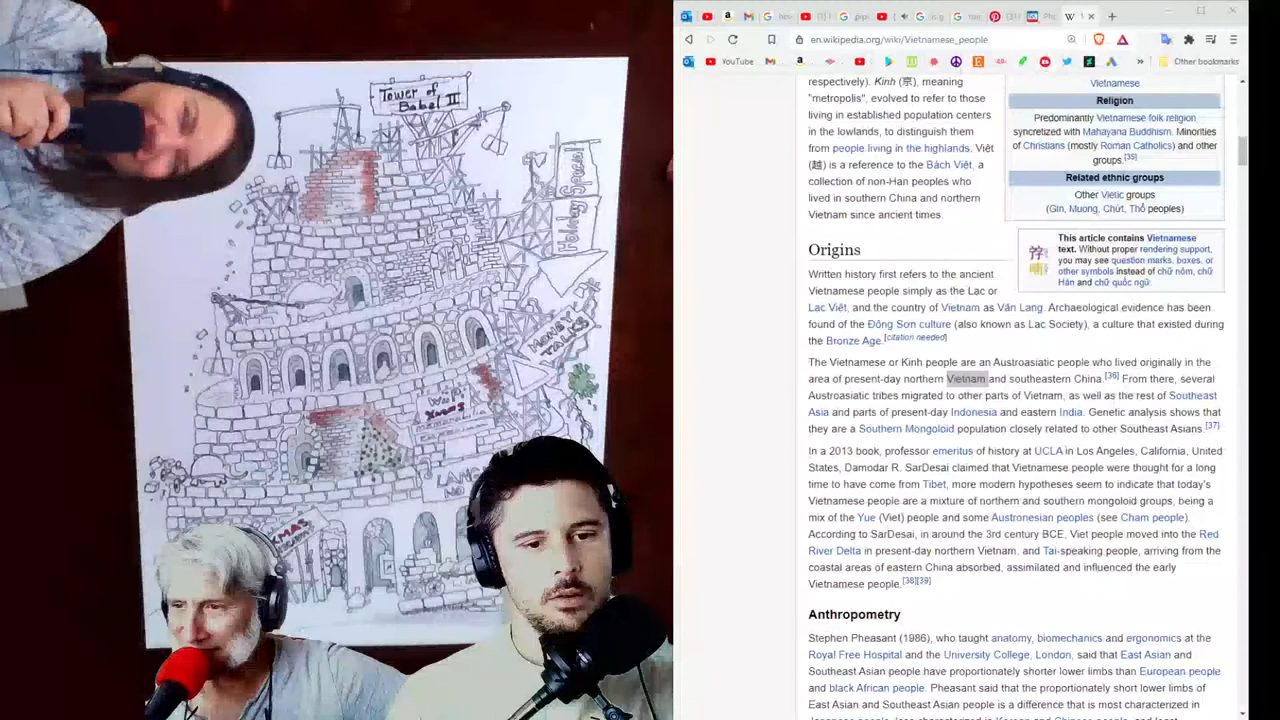 Tower of
Babel II
Holiday Special
Money
TALKS
XMAS
en.wikipedia.org/wiki/Vietnamese_people
YouTube
Other bookmarks
respectively). Kinh (京), meaning
"metropolis", evolved to refer to those
living in established population centers
in the lowlands, to distinguish them
from people living in the highlands. Việt
(越) is a reference to the Bách Việt, a
collection of non-Han peoples who
lived in southern China and northern
Vietnam since ancient times.
Vietnamese
Religion
Predominantly Vietnamese folk religion
syncretized with Mahayana Buddhism. Minorities
of Christians (mostly Roman Catholics) and other
groups.[35]
Related ethnic groups
Other Vietic groups
(Gin, Muong, Chứt, Thổ peoples)
This article contains Vietnamese
text. Without proper rendering support,
you may see question marks, boxes, or
other symbols instead of chữ nôm, chữ
Hán and chữ quốc ngữ.
Origins
Written history first refers to the ancient
Vietnamese people simply as the Lac or
Lạc Việt, and the country of Vietnam as Văn Lang. Archaeological evidence has been
found of the Đông Sơn culture (also known as Lac Society), a culture that existed during
the Bronze Age.[citation needed]
The Vietnamese or Kinh people are an Austroasiatic people who lived originally in the
area of present-day northern Vietnam and southeastern China.[36] From there, several
Austroasiatic tribes migrated to other parts of Vietnam, as well as the rest of Southeast
Asia and parts of present-day Indonesia and eastern India. Genetic analysis shows that
they are a Southern Mongoloid population closely related to other Southeast Asians.[37]
In a 2013 book, professor emeritus of history at UCLA in Los Angeles, California, United
States, Damodar R. SarDesai claimed that Vietnamese people were thought for a long
time to have come from Tibet, more modern hypotheses seem to indicate that today's
Vietnamese people are a mixture of northern and southern mongoloid groups, being a
mix of the Yue (Viet) people and some Austronesian peoples (see Cham people).
According to SarDesai, in around the 3rd century BCE, Viet people moved into the Red
River Delta in present-day northern Vietnam, and Tai-speaking people, arriving from the
coastal areas of eastern China absorbed, assimilated and influenced the early
Vietnamese people.[38][39]
Anthropometry
Stephen Pheasant (1986), who taught anatomy, biomechanics and ergonomics at the
Royal Free Hospital and the University College, London, said that East Asian and
Southeast Asian people have proportionately shorter lower limbs than European people
and black African people. Pheasant said that the proportionately short lower limbs of
East Asian and Southeast Asian people is a difference that is most characterized in